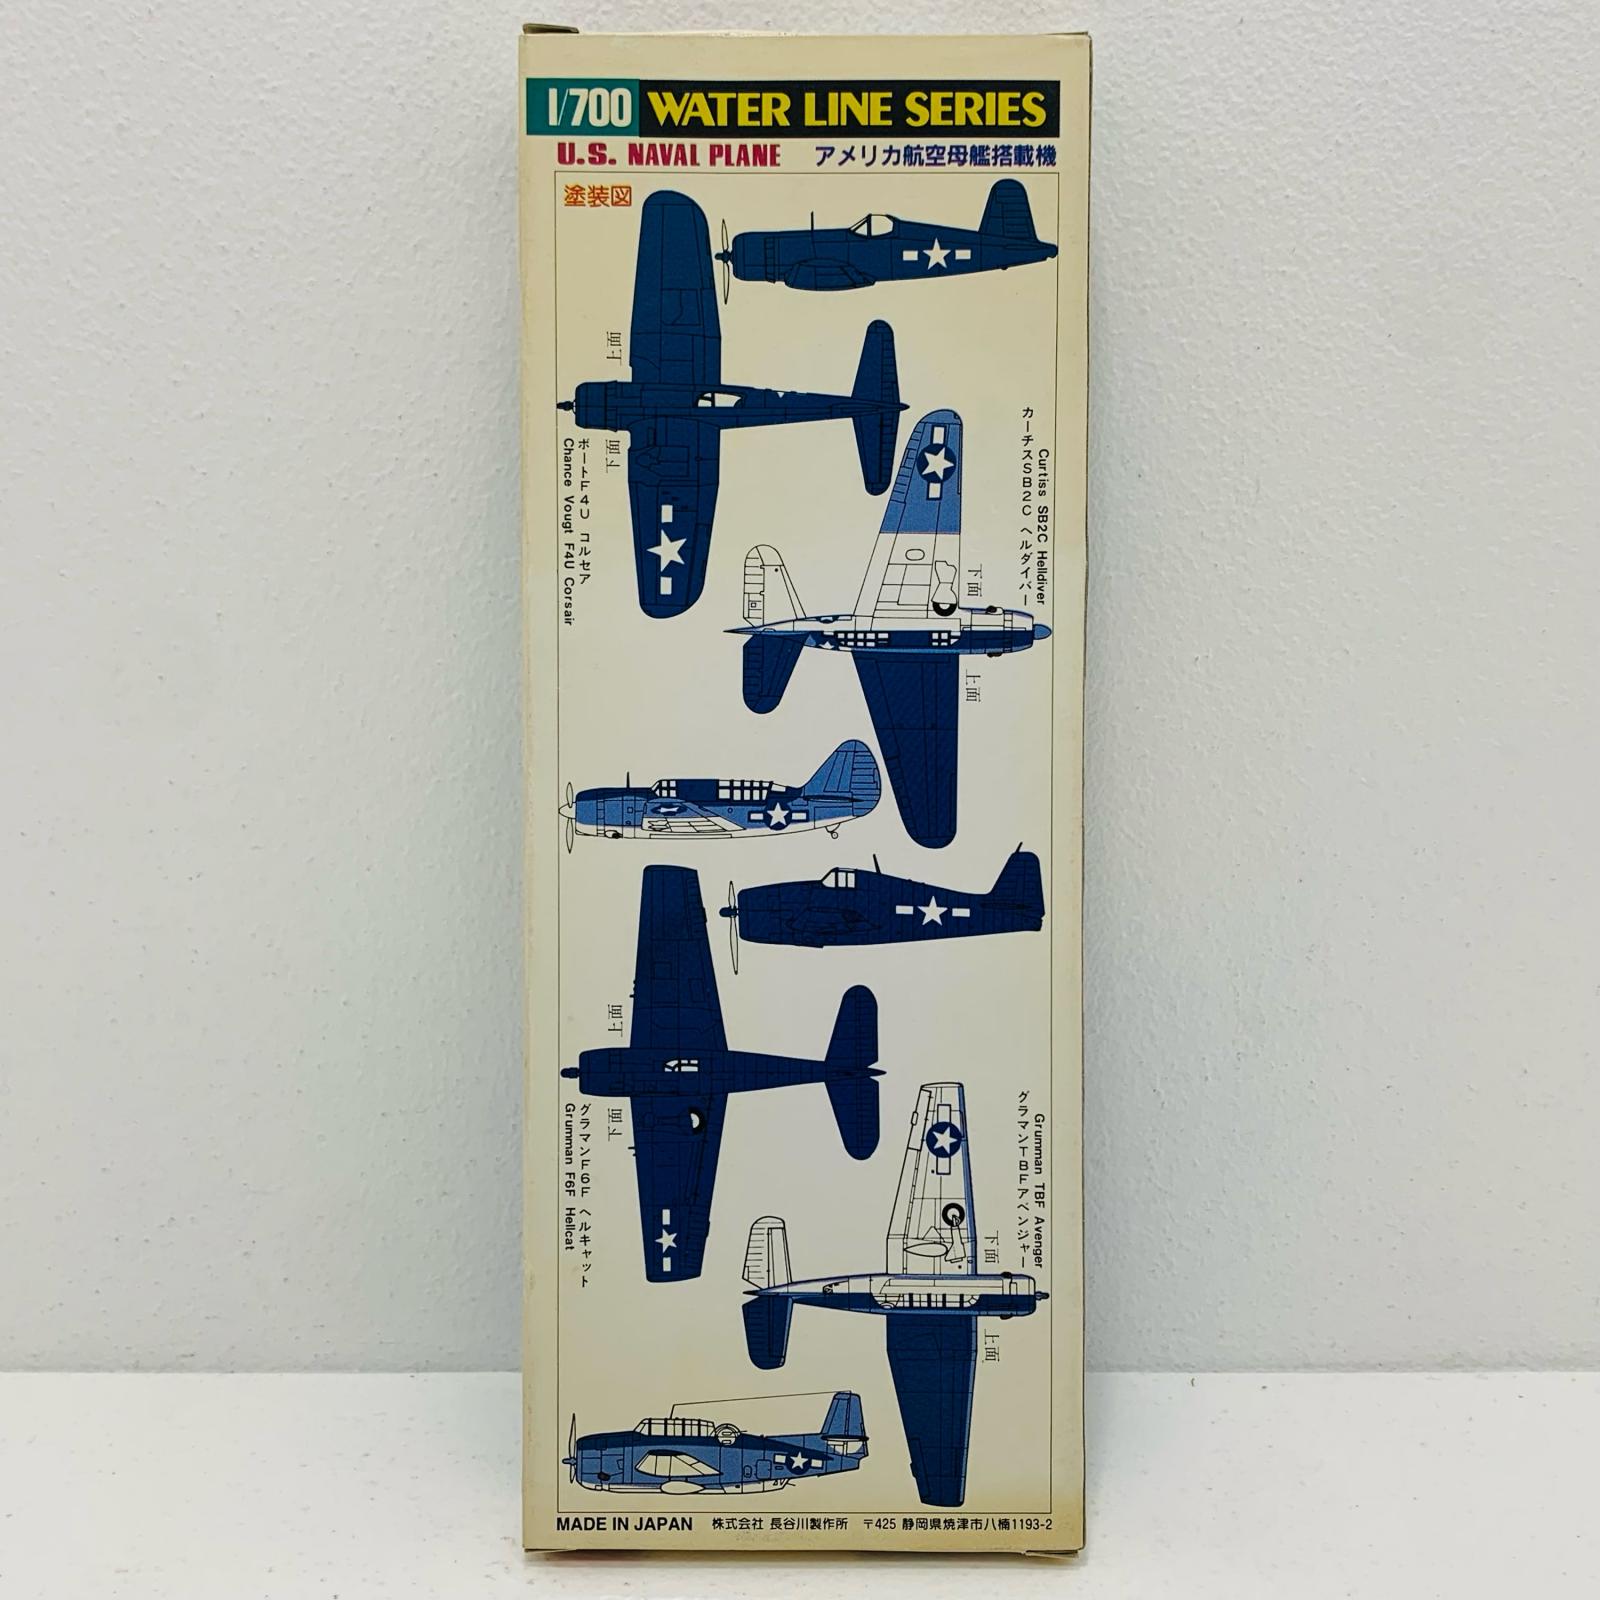 1/700 WATER LINE SERIES
U.S. NAVAL PLANE アメリカ航空母艦搭載機
塗装図
上面
下面
ボートF4U コルセア
Chance Vougt F4U Corsair
Curtiss SB2C Helldiver
カーチスSB2C ヘルダイバー
下面
上面
上面
下面
グラマンF6F ヘルキャット
Grumman F6F Hellcat
Grumman TBF Avenger
グラマンTBFアベンジャー
下面
上面
MADE IN JAPAN 株式会社 長谷川製作所 〒425 静岡県焼津市八楠1193-2